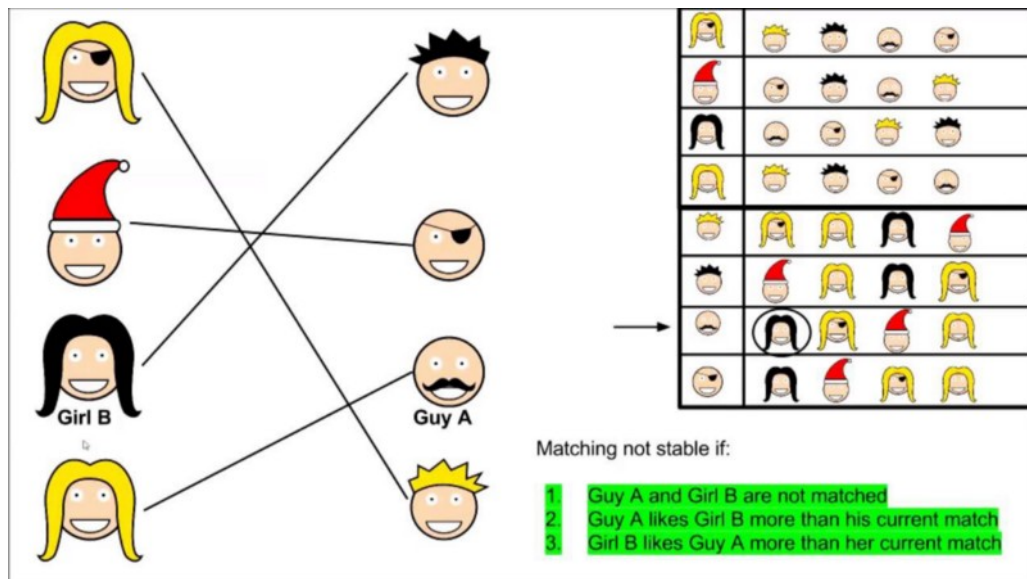 Girl B
Guy A
Matching not stable if:
1. Guy A and Girl B are not matched
2. Guy A likes Girl B more than his current match
3. Girl B likes Guy A more than her current match